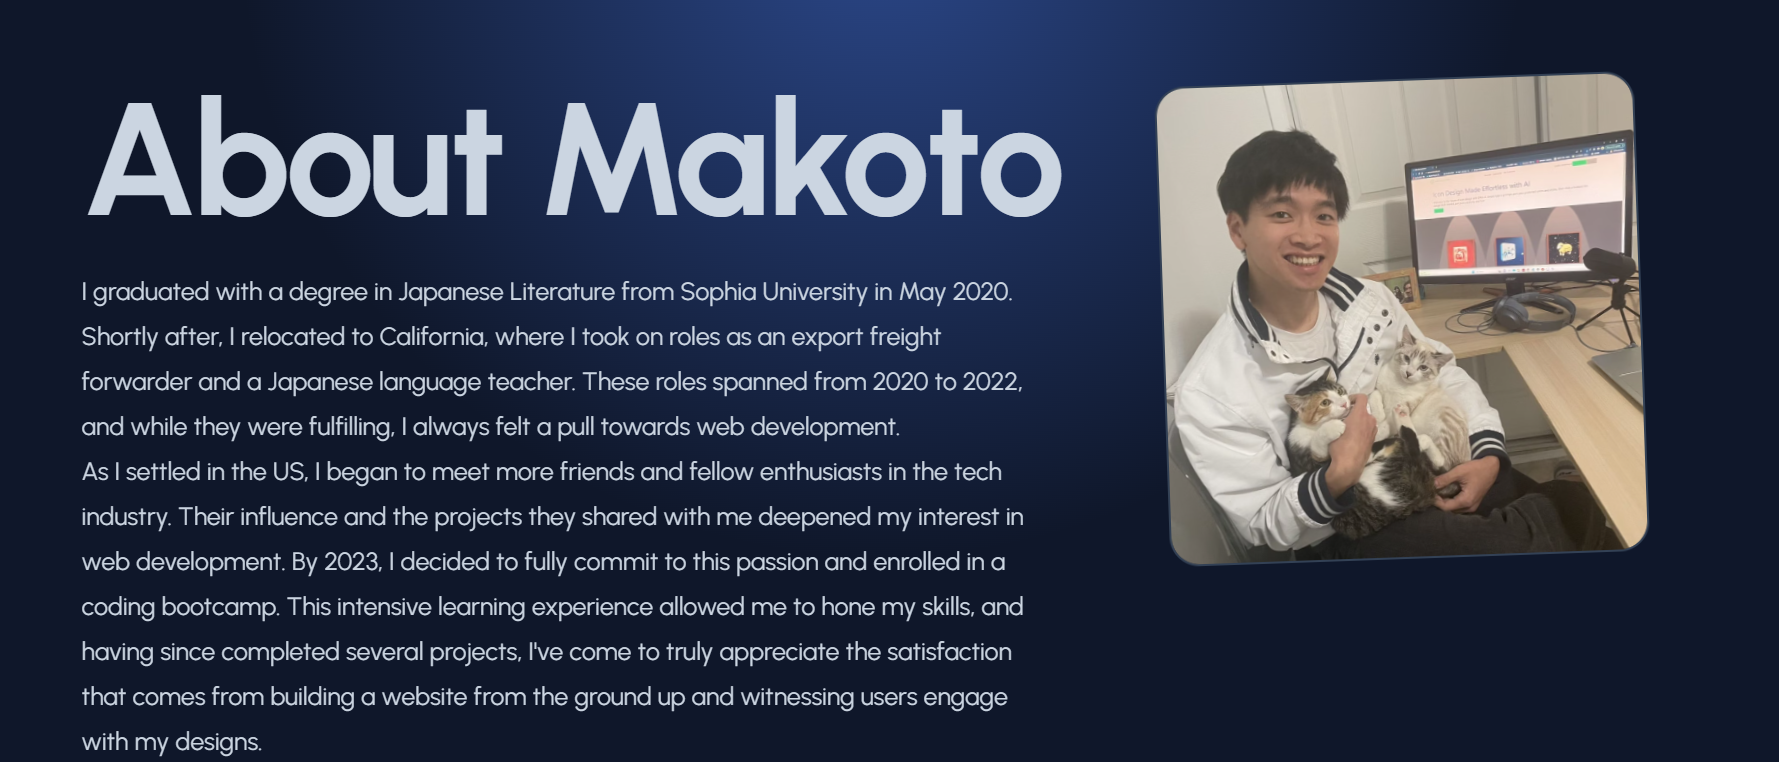 About Makoto
I graduated with a degree in Japanese Literature from Sophia University in May 2020.
Shortly after, I relocated to California, where I took on roles as an export freight
forwarder and a Japanese language teacher. These roles spanned from 2020 to 2022,
and while they were fulfilling, I always felt a pull towards web development.
As I settled in the US, I began to meet more friends and fellow enthusiasts in the tech
industry. Their influence and the projects they shared with me deepened my interest in
web development. By 2023, I decided to fully commit to this passion and enrolled in a
coding bootcamp. This intensive learning experience allowed me to hone my skills, and
having since completed several projects, I've come to truly appreciate the satisfaction
that comes from building a website from the ground up and witnessing users engage
with my designs.
Design Made Effortless with AI